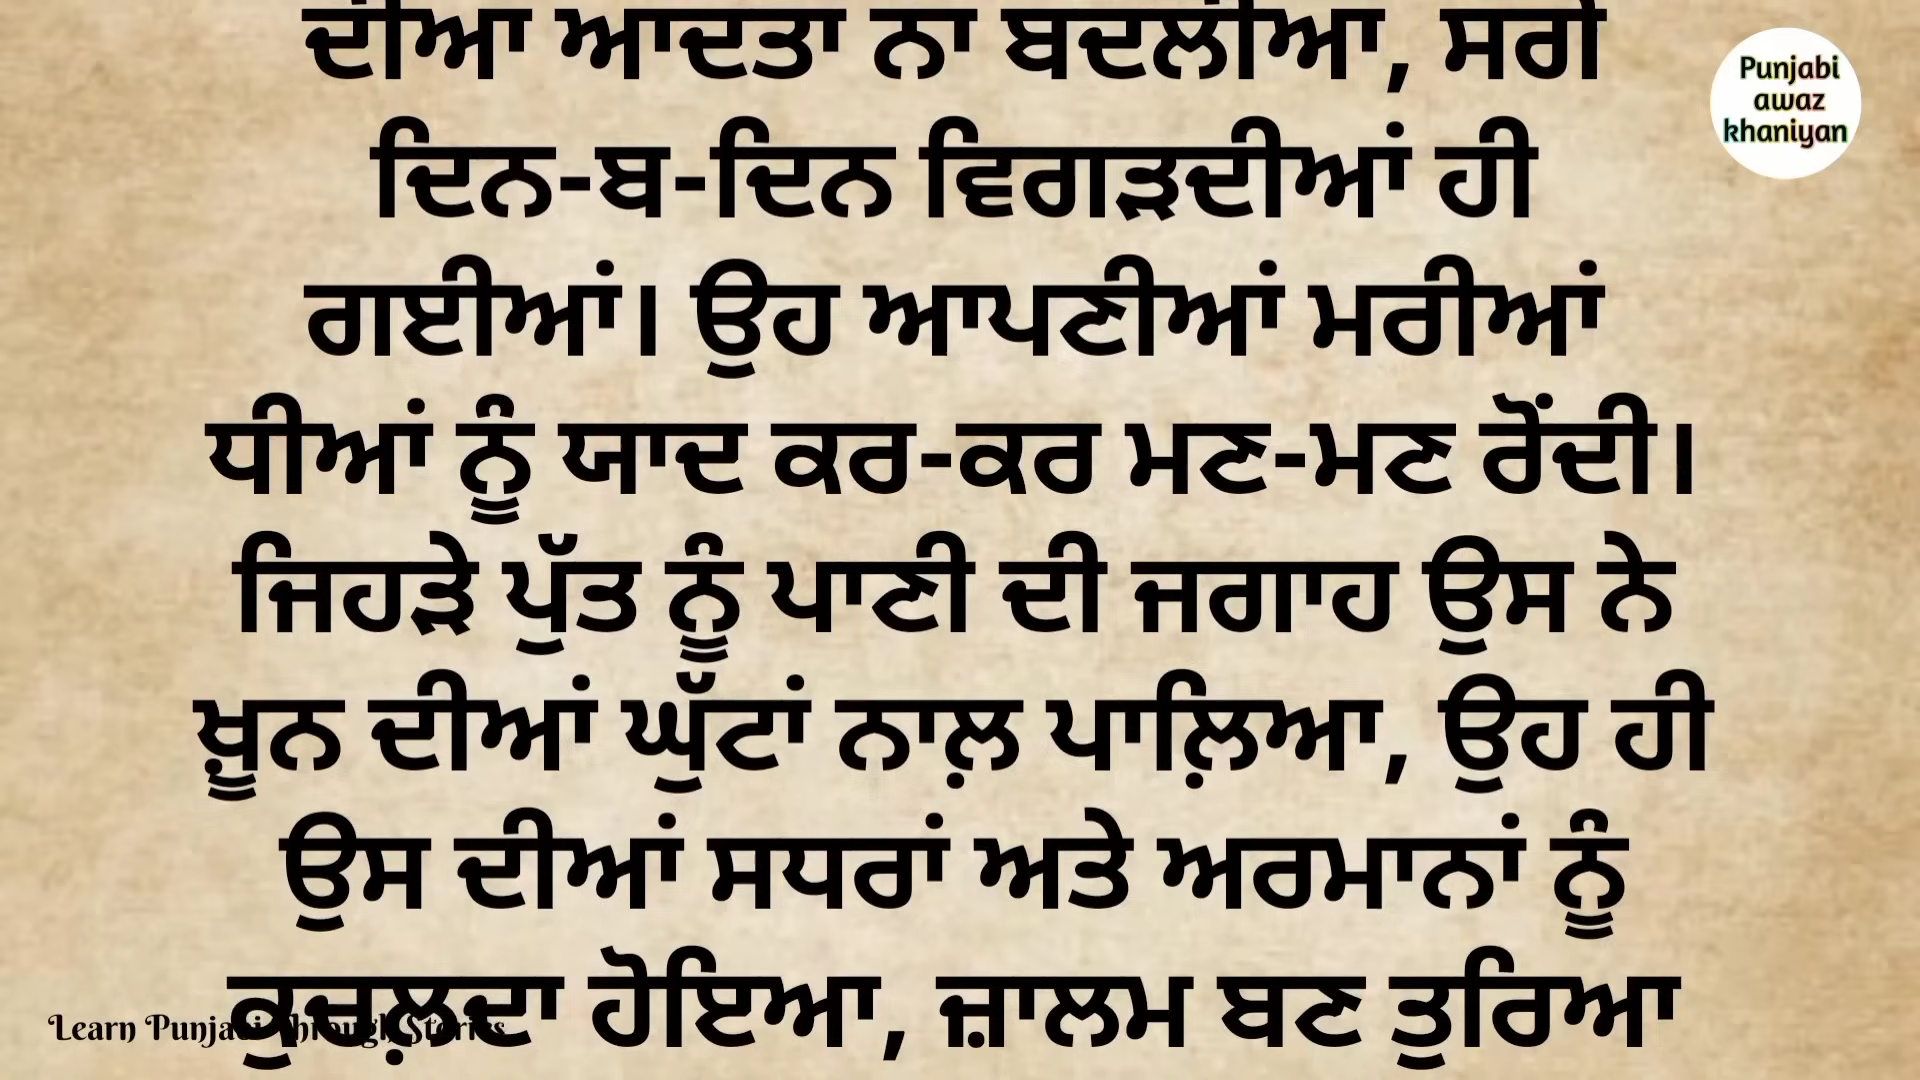 ਦੀਆਂ ਆਦਤਾਂ ਨਾ ਬਦਲੀਆਂ, ਸਗੋਂ
ਦਿਨ-ਬ-ਦਿਨ ਵਿਗੜਦੀਆਂ ਹੀ
ਗਈਆਂ। ਉਹ ਆਪਣੀਆਂ ਮਰੀਆਂ
ਧੀਆਂ ਨੂੰ ਯਾਦ ਕਰ-ਕਰ ਮਣ-ਮਣ ਰੋਂਦੀ।
ਜਿਹੜੇ ਪੁੱਤ ਨੂੰ ਪਾਣੀ ਦੀ ਜਗਾਹ ਉਸ ਨੇ
ਖ਼ੂਨ ਦੀਆਂ ਘੁੱਟਾਂ ਨਾਲ਼ ਪਾਲ਼ਿਆ, ਉਹ ਹੀ
ਉਸ ਦੀਆਂ ਸਧਰਾਂ ਅਤੇ ਅਰਮਾਨਾਂ ਨੂੰ
ਕੁਚਲ਼ਦਾ ਹੋਇਆ, ਜ਼ਾਲਮ ਬਣ ਤੁਰਿਆ
Punjabi
awaz
khaniyan
Learn Punjabi Through Stories